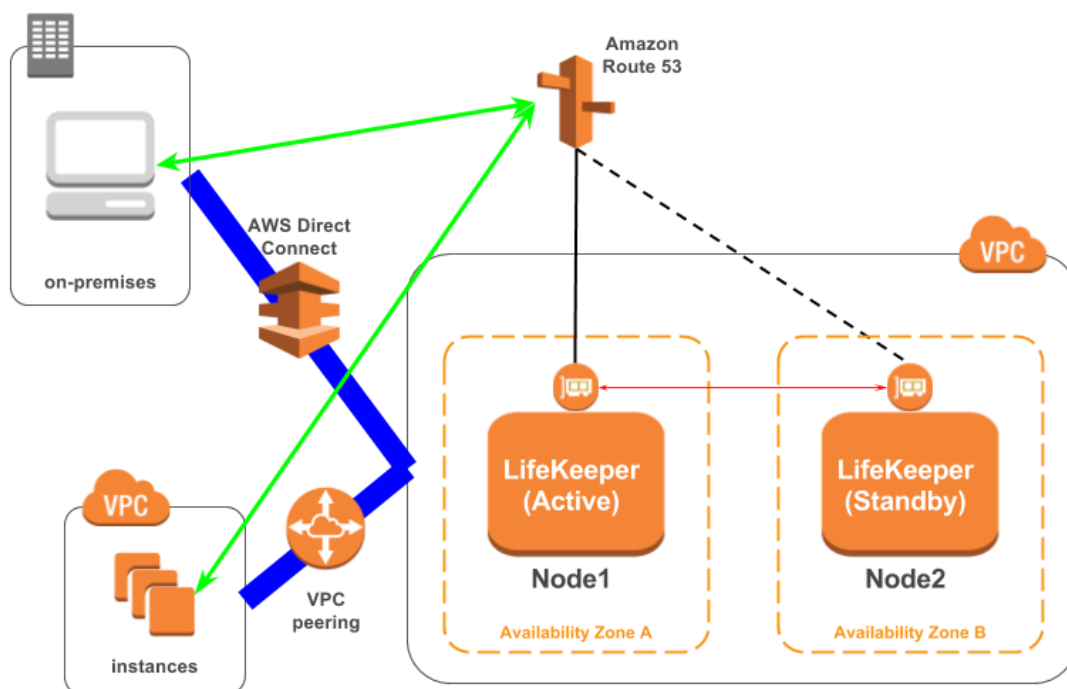 Amazon
Route 53
on-premises
AWS Direct
Connect
VPC
LifeKeeper
(Active)
Node1
Availability Zone A
LifeKeeper
(Standby)
Node2
Availability Zone B
VPC
instances
VPC
peering